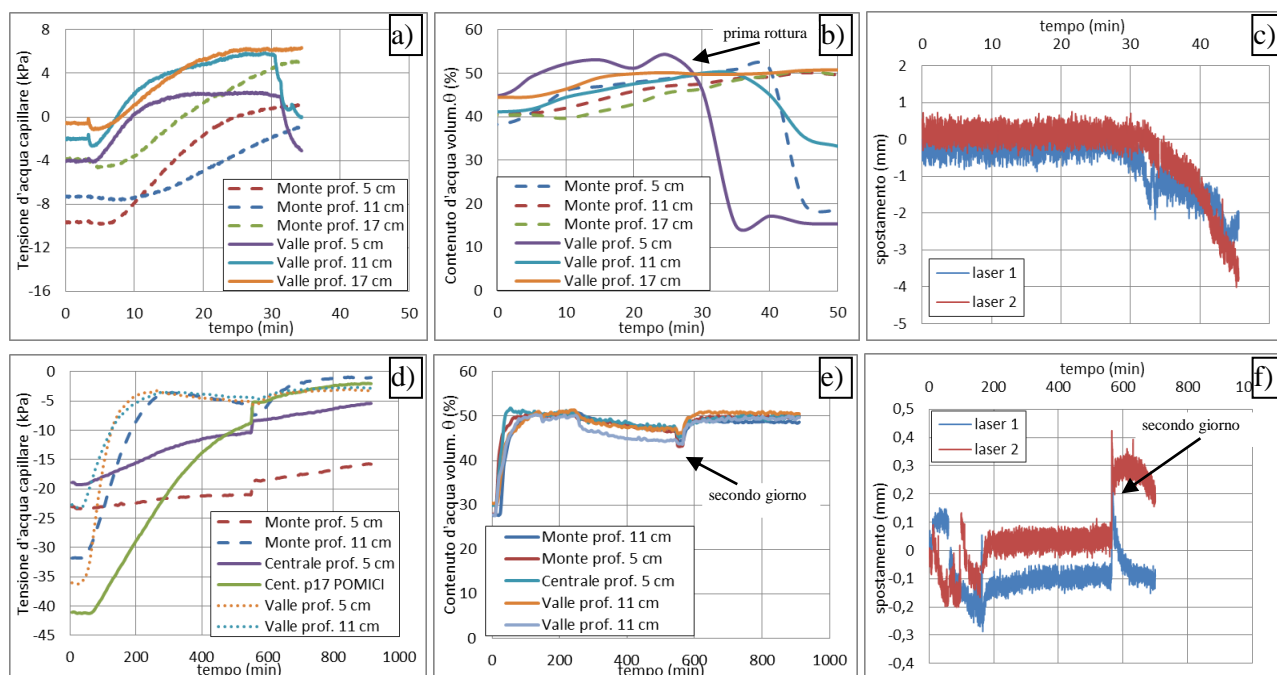 a)
Tensione d'acqua capillare (kPa)
8
4
0
-4
-8
-12
-16
Monte prof. 5 cm
Monte prof. 11 cm
Monte prof. 17 cm
Valle prof. 5 cm
Valle prof. 11 cm
Valle prof. 17 cm
0 10 20 30 40 50
tempo (min)
b)
prima rottura
Contenuto d'acqua volum.θ (%)
60
50
40
30
20
10
0
Monte prof. 5 cm
Monte prof. 11 cm
Monte prof. 17 cm
Valle prof. 5 cm
Valle prof. 11 cm
Valle prof. 17 cm
0 10 20 30 40 50
tempo (min)
c)
tempo (min)
0 10 20 30 40
spostamento (mm)
2
1
0
-1
-2
-3
-4
-5
laser 1
laser 2
d)
Tensione d'acqua capillare (kPa)
0
-5
-10
-15
-20
-25
-30
-35
-40
-45
Monte prof. 5 cm
Monte prof. 11 cm
Centrale prof. 5 cm
Cent. p17 POMICI
Valle prof. 5 cm
Valle prof. 11 cm
0 200 400 600 800 1000
tempo (min)
e)
Contenuto d'acqua volum. θ (%)
60
50
40
30
20
10
0
secondo giorno
Monte prof. 11 cm
Monte prof. 5 cm
Centrale prof. 5 cm
Valle prof. 11 cm
Valle prof. 11 cm
0 200 400 600 800 1000
tempo (min)
f)
tempo (min)
0 200 400 600 800
spostamento (mm)
0,5
0,4
0,3
0,2
0,1
0
-0,1
-0,2
-0,3
0,4
laser 1
laser 2
secondo giorno